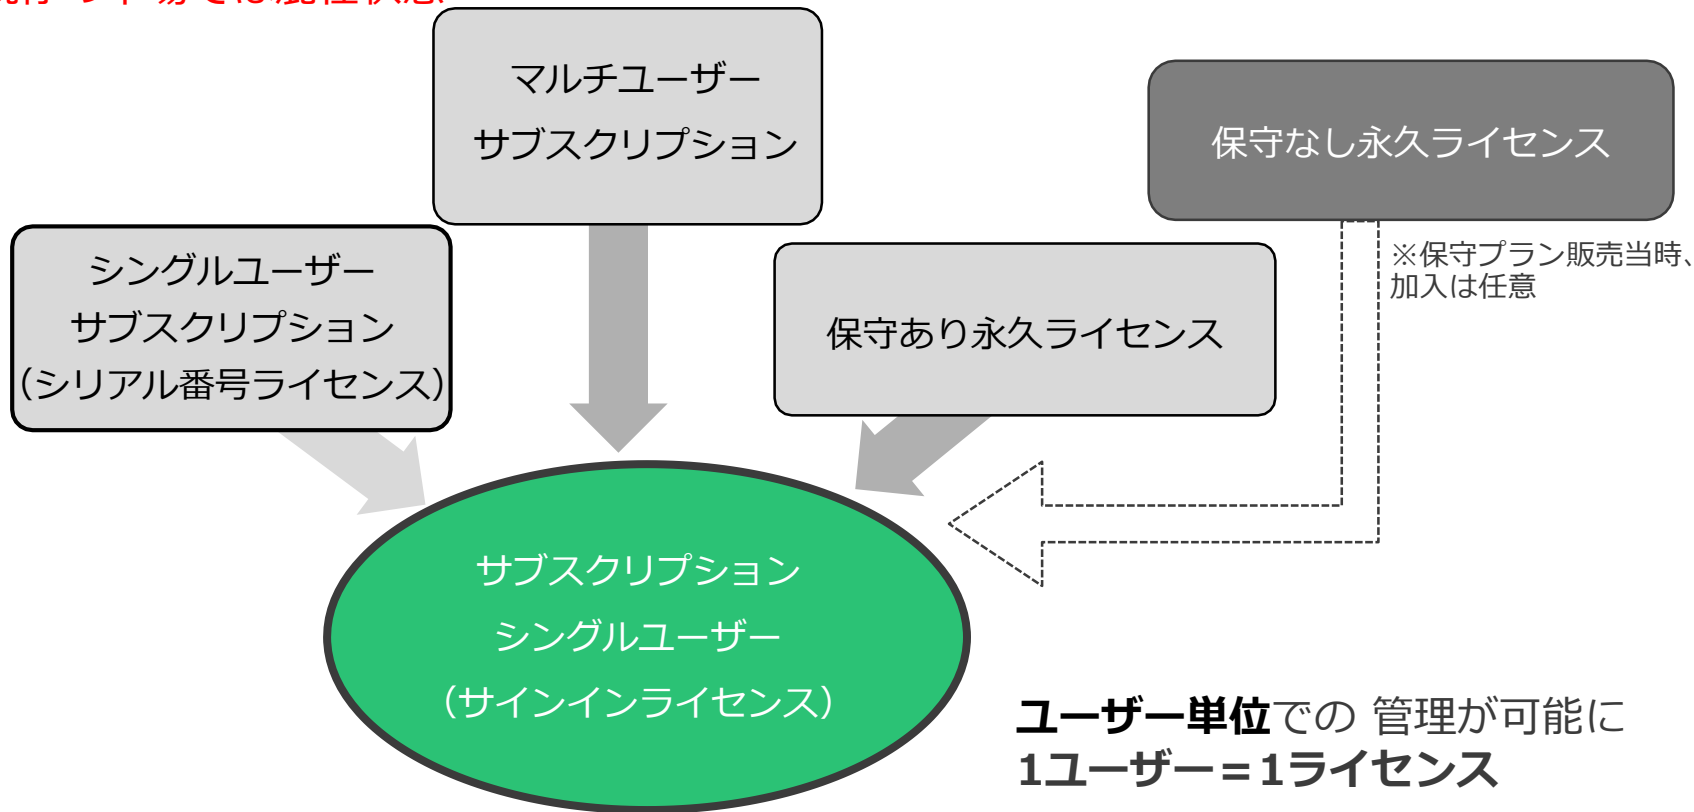 マルチユーザー
サブスクリプション
保守なし永久ライセンス
※保守プラン販売当時、
加入は任意
シングルユーザー
サブスクリプション
（シリアル番号ライセンス）
保守あり永久ライセンス
サブスクリプション
シングルユーザー
（サインインライセンス）
ユーザー単位での 管理が可能に
1ユーザー＝1ライセンス